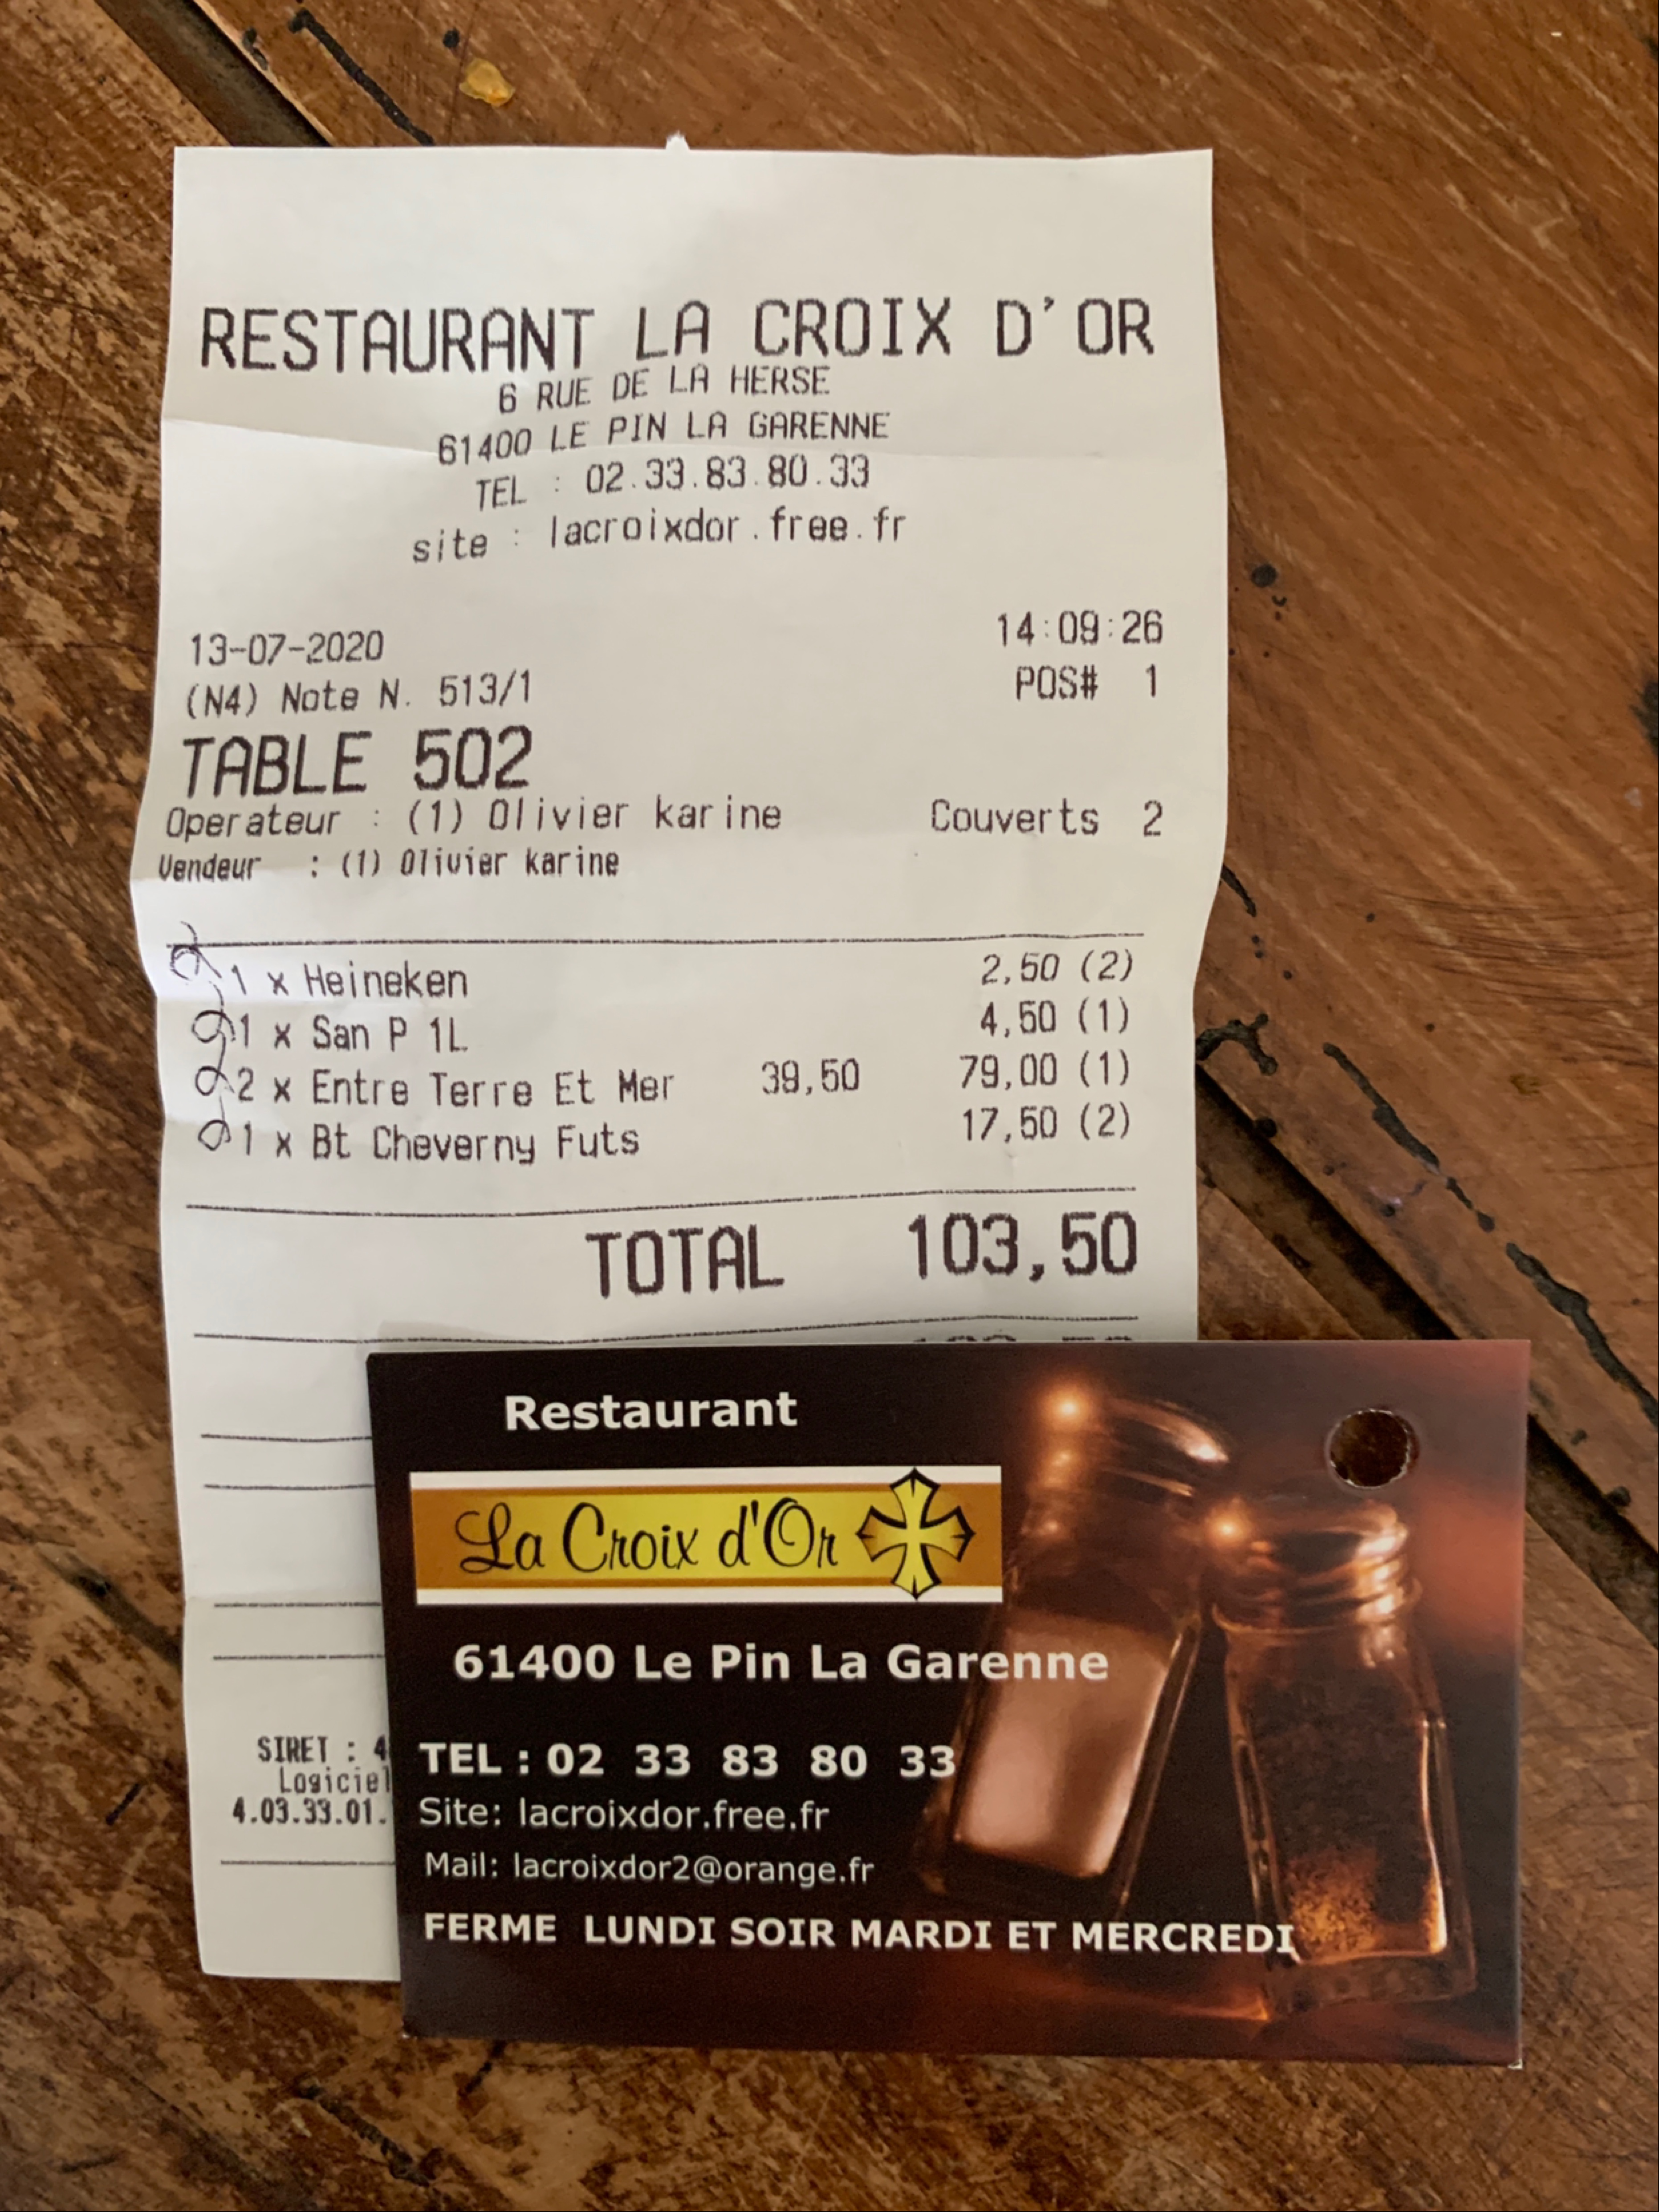 RESTAURANT LA CROIX D'OR
6 RUE DE LA HERSE
61400 LE PIN LA GARENNE
TEL : 02.33.83.80.33
site : lacroixdor.free.fr
13-07-2020 14:09:26
(N4) Note N. 513/1 POS# 1
TABLE 502
Operateur : (1) Olivier karine Couverts 2
Vendeur : (1) Olivier karine
1 x Heineken 2,50 (2)
1 x San P 1L 4,50 (1)
2 x Entre Terre Et Mer 39,50 79,00 (1)
1 x Bt Cheverny Futs 17,50 (2)
TOTAL 103,50
SIRET : 4
Logiciel
4.03.33.01.
Restaurant
La Croix d'Or
61400 Le Pin La Garenne
TEL : 02 33 83 80 33
Site: lacroixdor.free.fr
Mail: lacroixdor2@orange.fr
FERME LUNDI SOIR MARDI ET MERCREDI